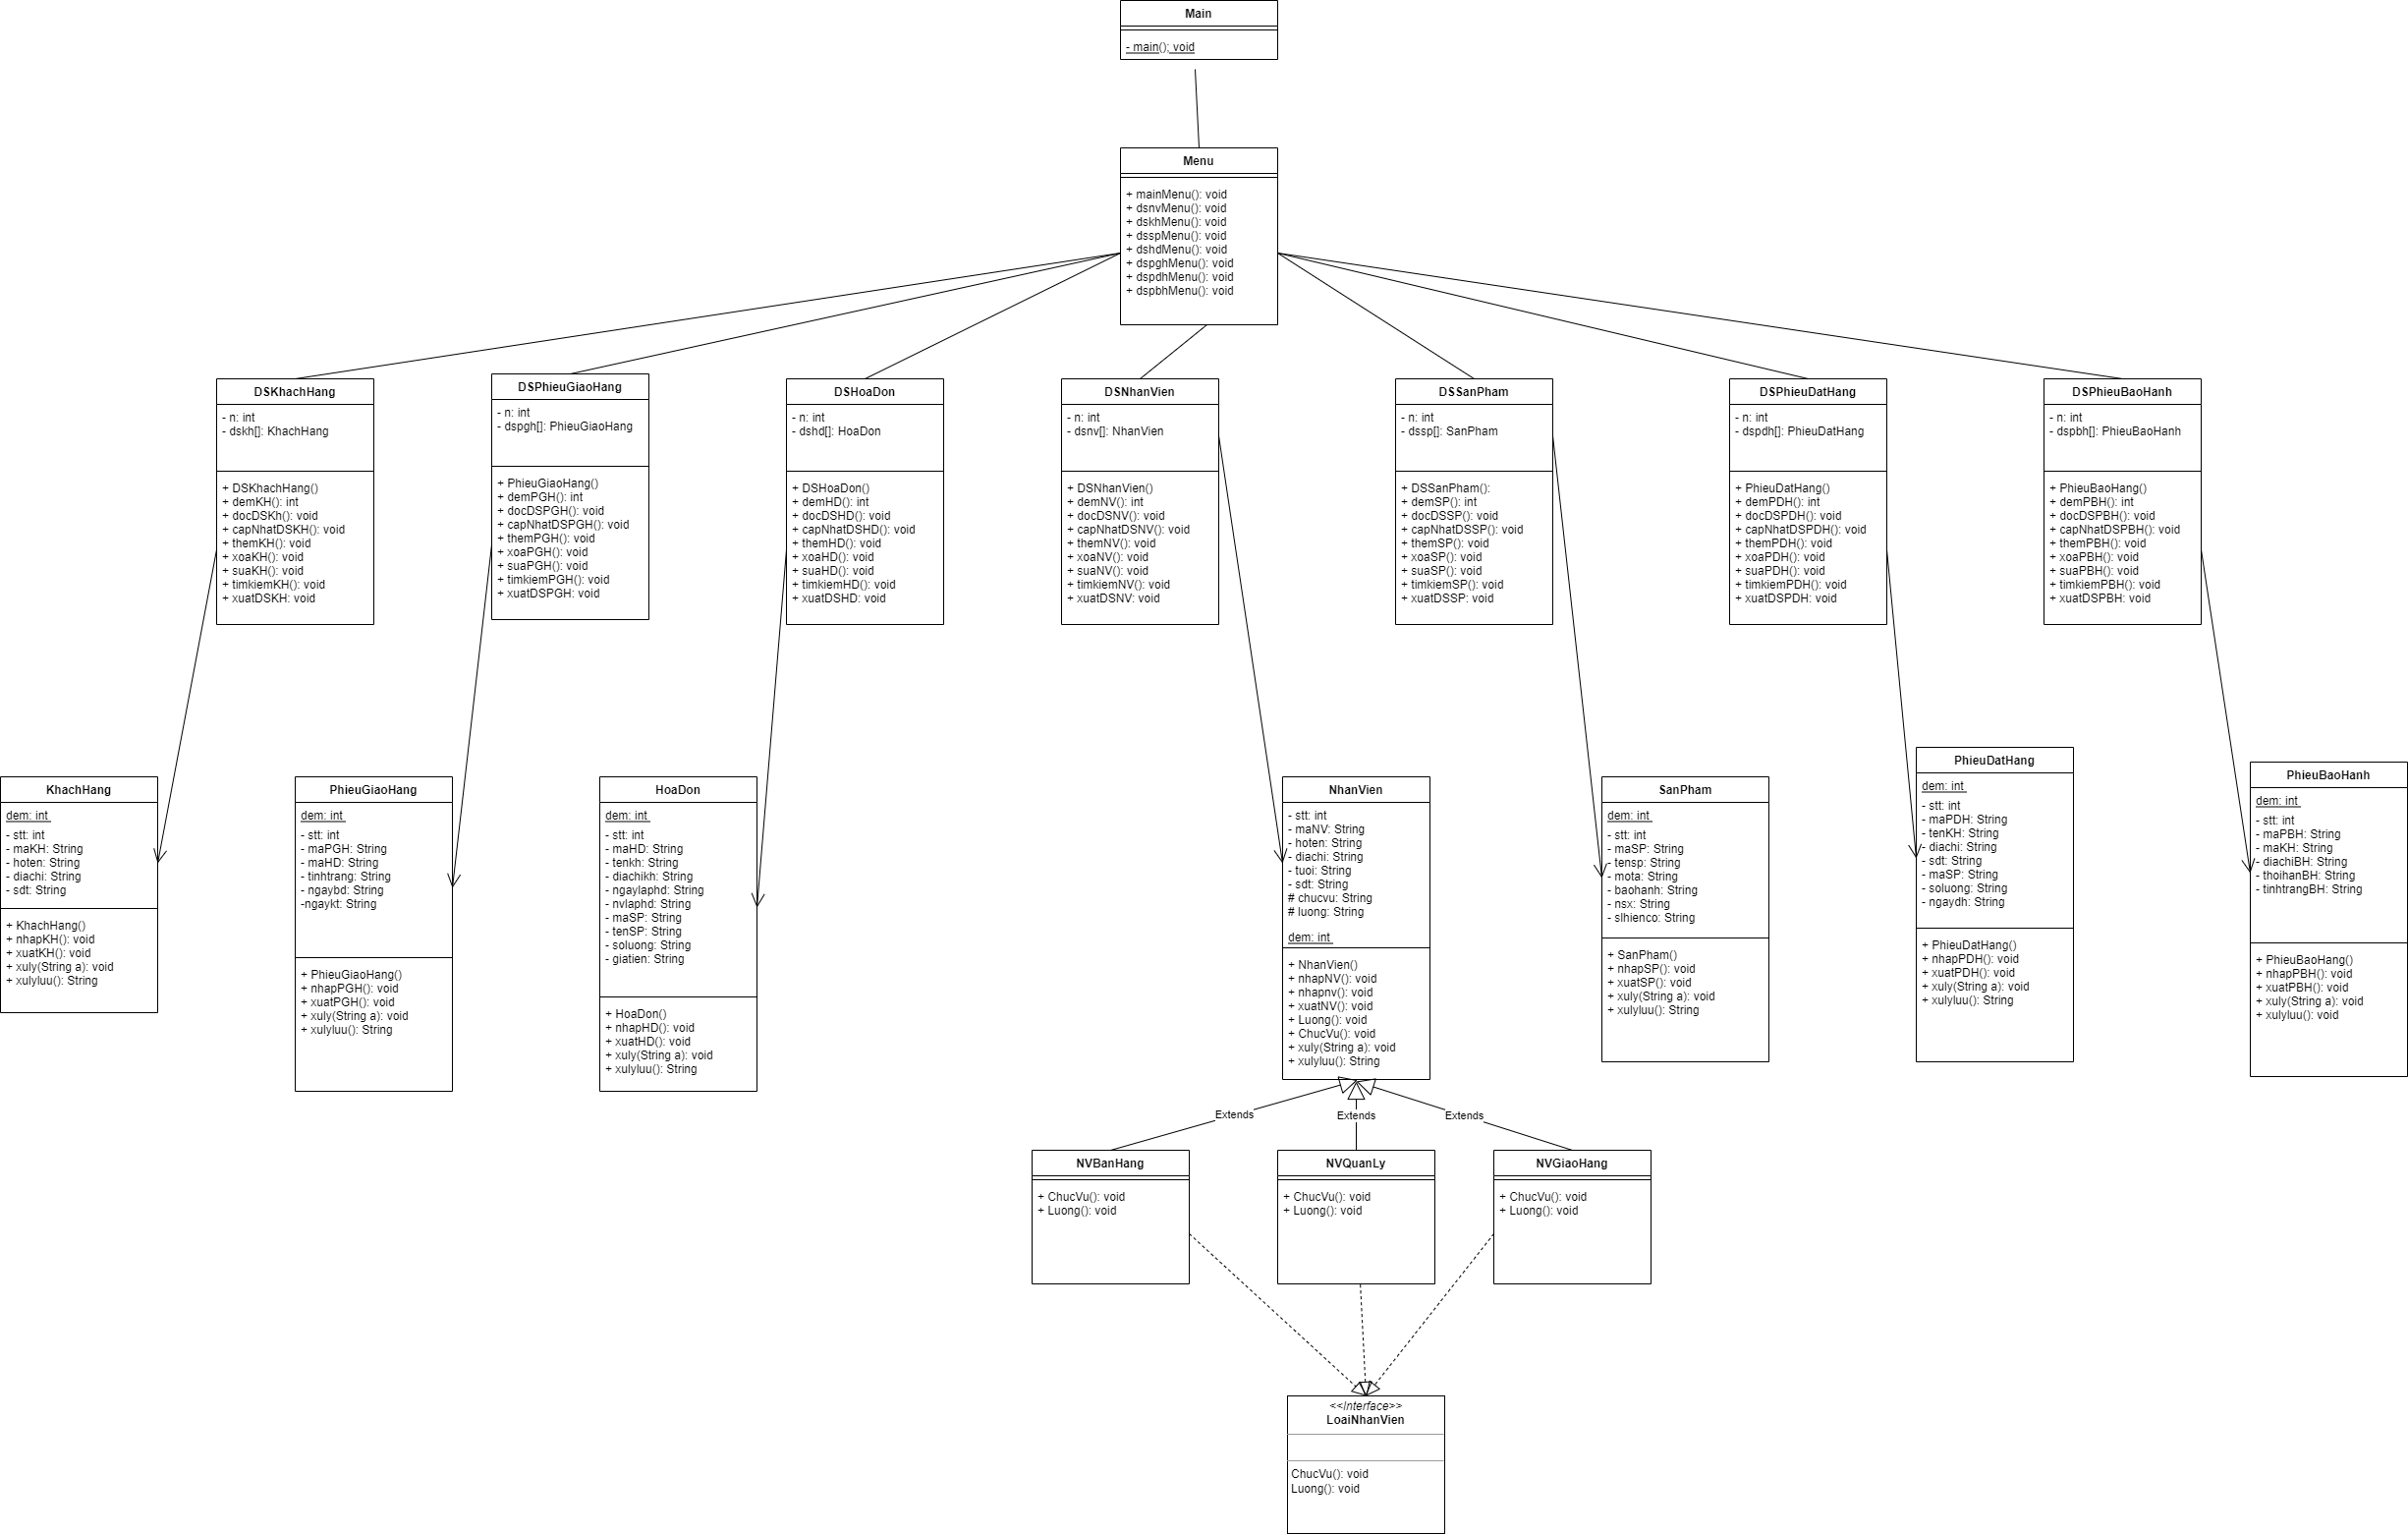 Main
- main(); void
Menu
+ mainMenu(): void
+ dsnvMenu(): void
+ dskhMenu(): void
+ dsspMenu(): void
+ dshdMenu(): void
+ dspghMenu(): void
+ dspdhMenu(): void
+ dspbhMenu(): void
DSKhachHang
- n: int
- dskh[]: KhachHang
+ DSKhachHang()
+ demKH(): int
+ docDSKh(): void
+ capNhatDSKH(): void
+ themKH(): void
+ xoaKH(): void
+ suaKH(): void
+ timkiemKH(): void
+ xuatDSKH: void
DSPhieuGiaoHang
- n: int
- dspgh[]: PhieuGiaoHang
+ PhieuGiaoHang()
+ demPGH(): int
+ docDSPGH(): void
+ capNhatDSPGH(): void
+ themPGH(): void
+ xoaPGH(): void
+ suaPGH(): void
+ timkiemPGH(): void
+ xuatDSPGH: void
DSHoaDon
- n: int
- dshd[]: HoaDon
+ DSHoaDon()
+ demHD(): int
+ docDSHD(): void
+ capNhatDSHD(): void
+ themHD(): void
+ xoaHD(): void
+ suaHD(): void
+ timkiemHD(): void
+ xuatDSHD: void
DSNhanVien
- n: int
- dsnv[]: NhanVien
+ DSNhanVien()
+ demNV(): int
+ docDSNV(): void
+ capNhatDSNV(): void
+ themNV(): void
+ xoaNV(): void
+ suaNV(): void
+ timkiemNV(): void
+ xuatDSNV: void
DSSanPham
- n: int
- dssp[]: SanPham
+ DSSanPham():
+ demSP(): int
+ docDSSP(): void
+ capNhatDSSP(): void
+ themSP(): void
+ xoaSP(): void
+ suaSP(): void
+ timkiemSP(): void
+ xuatDSSP: void
DSPhieuDatHang
- n: int
- dspdh[]: PhieuDatHang
+ PhieuDatHang()
+ demPDH(): int
+ docDSPDH(): void
+ capNhatDSPDH(): void
+ themPDH(): void
+ xoaPDH(): void
+ suaPDH(): void
+ timkiemPDH(): void
+ xuatDSPDH: void
DSPhieuBaoHanh
- n: int
- dspbh[]: PhieuBaoHanh
+ PhieuBaoHang()
+ demPBH(): int
+ docDSPBH(): void
+ capNhatDSPBH(): void
+ themPBH(): void
+ xoaPBH(): void
+ suaPBH(): void
+ timkiemPBH(): void
+ xuatDSPBH: void
KhachHang
dem: int
- stt: int
- maKH: String
- hoten: String
- diachi: String
- sdt: String
+ KhachHang()
+ nhapKH(): void
+ xuatKH(): void
+ xuly(String a): void
+ xulyluu(): String
PhieuGiaoHang
dem: int
- stt: int
- maPGH: String
- maHD: String
- tinhtrang: String
- ngaybd: String
-ngaykt: String
+ PhieuGiaoHang()
+ nhapPGH(): void
+ xuatPGH(): void
+ xuly(String a): void
+ xulyluu(): String
HoaDon
dem: int
- stt: int
- maHD: String
- tenkh: String
- diachikh: String
- ngaylaphd: String
- nvlaphd: String
- maSP: String
- tenSP: String
- soluong: String
- giatien: String
+ HoaDon()
+ nhapHD(): void
+ xuatHD(): void
+ xuly(String a): void
+ xulyluu(): String
NhanVien
- stt: int
- maNV: String
- hoten: String
- diachi: String
- tuoi: String
- sdt: String
# chucvu: String
# luong: String
dem: int
+ NhanVien()
+ nhapNV(): void
+ nhapnv(): void
+ xuatNV(): void
+ Luong(): void
+ ChucVu(): void
+ xuly(String a): void
+ xulyluu(): String
SanPham
dem: int
- stt: int
- maSP: String
- tensp: String
- mota: String
- baohanh: String
- nsx: String
- slhienco: String
+ SanPham()
+ nhapSP(): void
+ xuatSP(): void
+ xuly(String a): void
+ xulyluu(): String
PhieuDatHang
dem: int
- stt: int
- maPDH: String
- tenKH: String
- diachi: String
- sdt: String
- maSP: String
- soluong: String
- ngaydh: String
+ PhieuDatHang()
+ nhapPDH(): void
+ xuatPDH(): void
+ xuly(String a): void
+ xulyluu(): String
PhieuBaoHanh
dem: int
- stt: int
- maPBH: String
- maKH: String
- diachiBH: String
- thoihanBH: String
- tinhtrangBH: String
+ PhieuBaoHang()
+ nhapPBH(): void
+ xuatPBH(): void
+ xuly(String a): void
+ xulyluu(): void
Extends
Extends
Extends
NVBanHang
+ ChucVu(): void
+ Luong(): void
NVQuanLy
+ ChucVu(): void
+ Luong(): void
NVGiaoHang
+ ChucVu(): void
+ Luong(): void
<<Interface>>
LoaiNhanVien
ChucVu(): void
Luong(): void